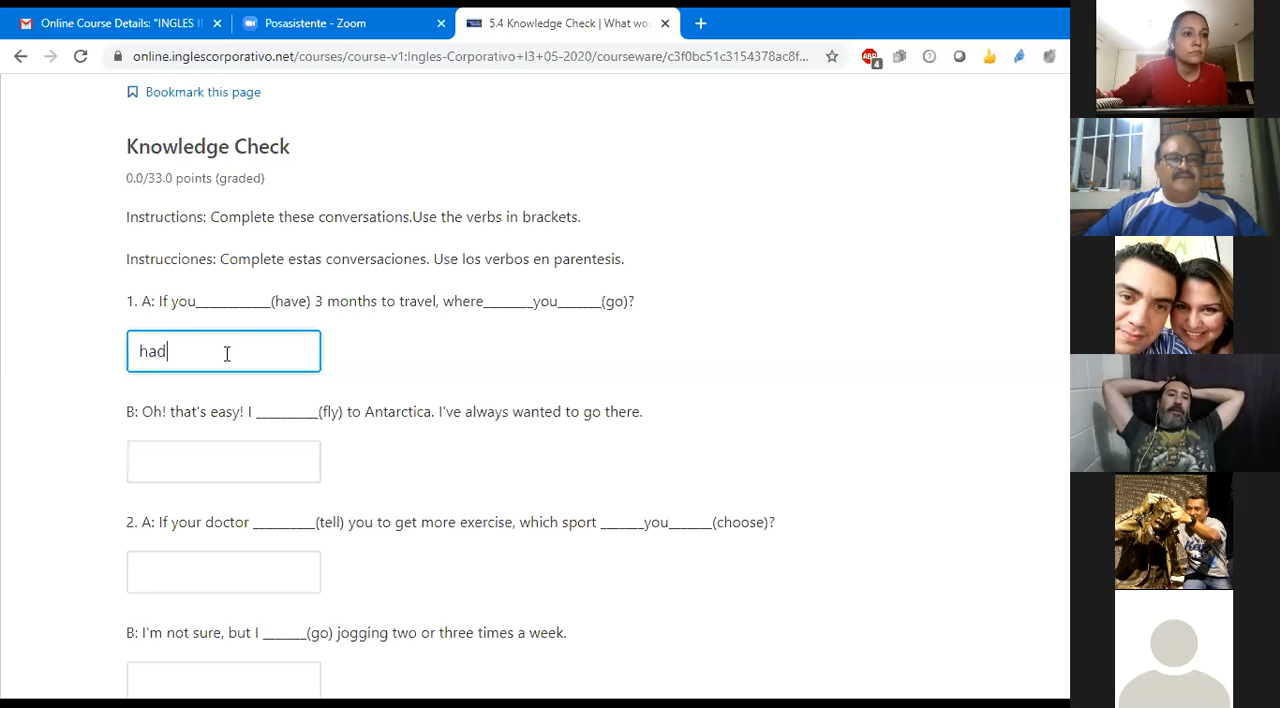 Online Course Details: "INGLES I
Posasistente - Zoom
5.4 Knowledge Check | What wou
online.inglescorporativo.net/courses/course-v1:Ingles-Corporativo+I3+05-2020/courseware/c3f0bc51c3154378ac8f...
ABP
4
Bookmark this page
Knowledge Check
0.0/33.0 points (graded)
Instructions: Complete these conversations.Use the verbs in brackets.
Instrucciones: Complete estas conversaciones. Use los verbos en parentesis.
1. A: If you___________(have) 3 months to travel, where_______you______(go)?
had
B: Oh! that's easy! I _________(fly) to Antarctica. I've always wanted to go there.
2. A: If your doctor _________(tell) you to get more exercise, which sport ______you______(choose)?
B: I'm not sure, but I ______(go) jogging two or three times a week.